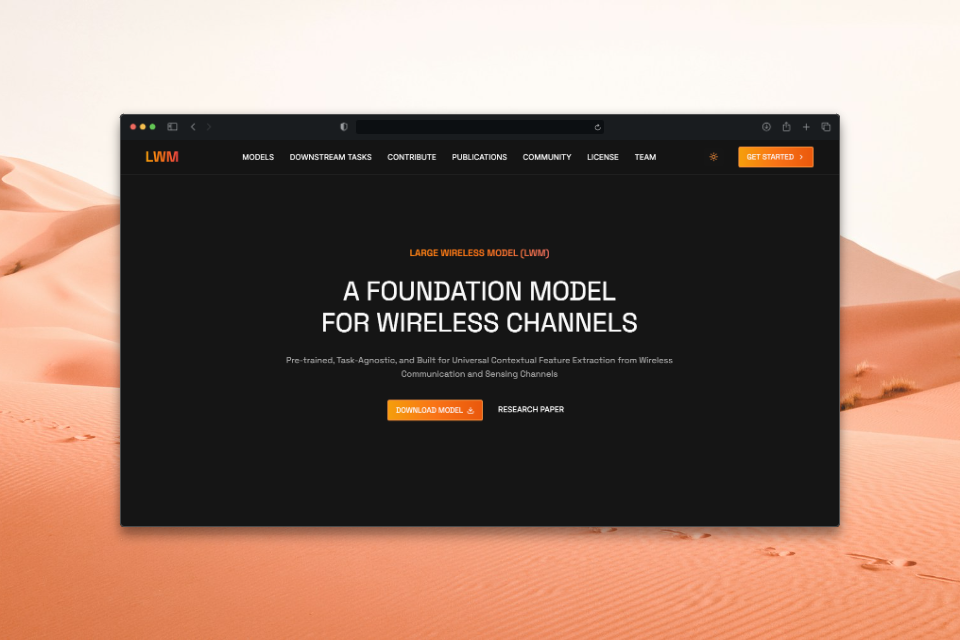 LWM
MODELS DOWNSTREAM TASKS CONTRIBUTE PUBLICATIONS COMMUNITY LICENSE TEAM
GET STARTED
LARGE WIRELESS MODEL (LWM)
A FOUNDATION MODEL
FOR WIRELESS CHANNELS
Pre-trained, Task-Agnostic, and Built for Universal Contextual Feature Extraction from Wireless
Communication and Sensing Channels
DOWNLOAD MODEL
RESEARCH PAPER